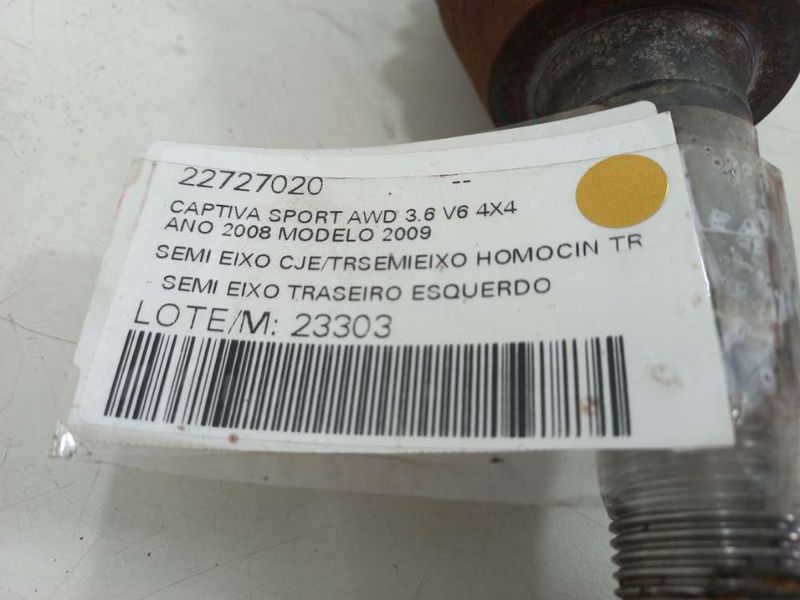 22727020 --
CAPTIVA SPORT AWD 3.6 V6 4X4
ANO 2008 MODELO 2009
SEMI EIXO CJE/TRSEMIEIXO HOMOCIN TR
SEMI EIXO TRASEIRO ESQUERDO
LOTE/M: 23303